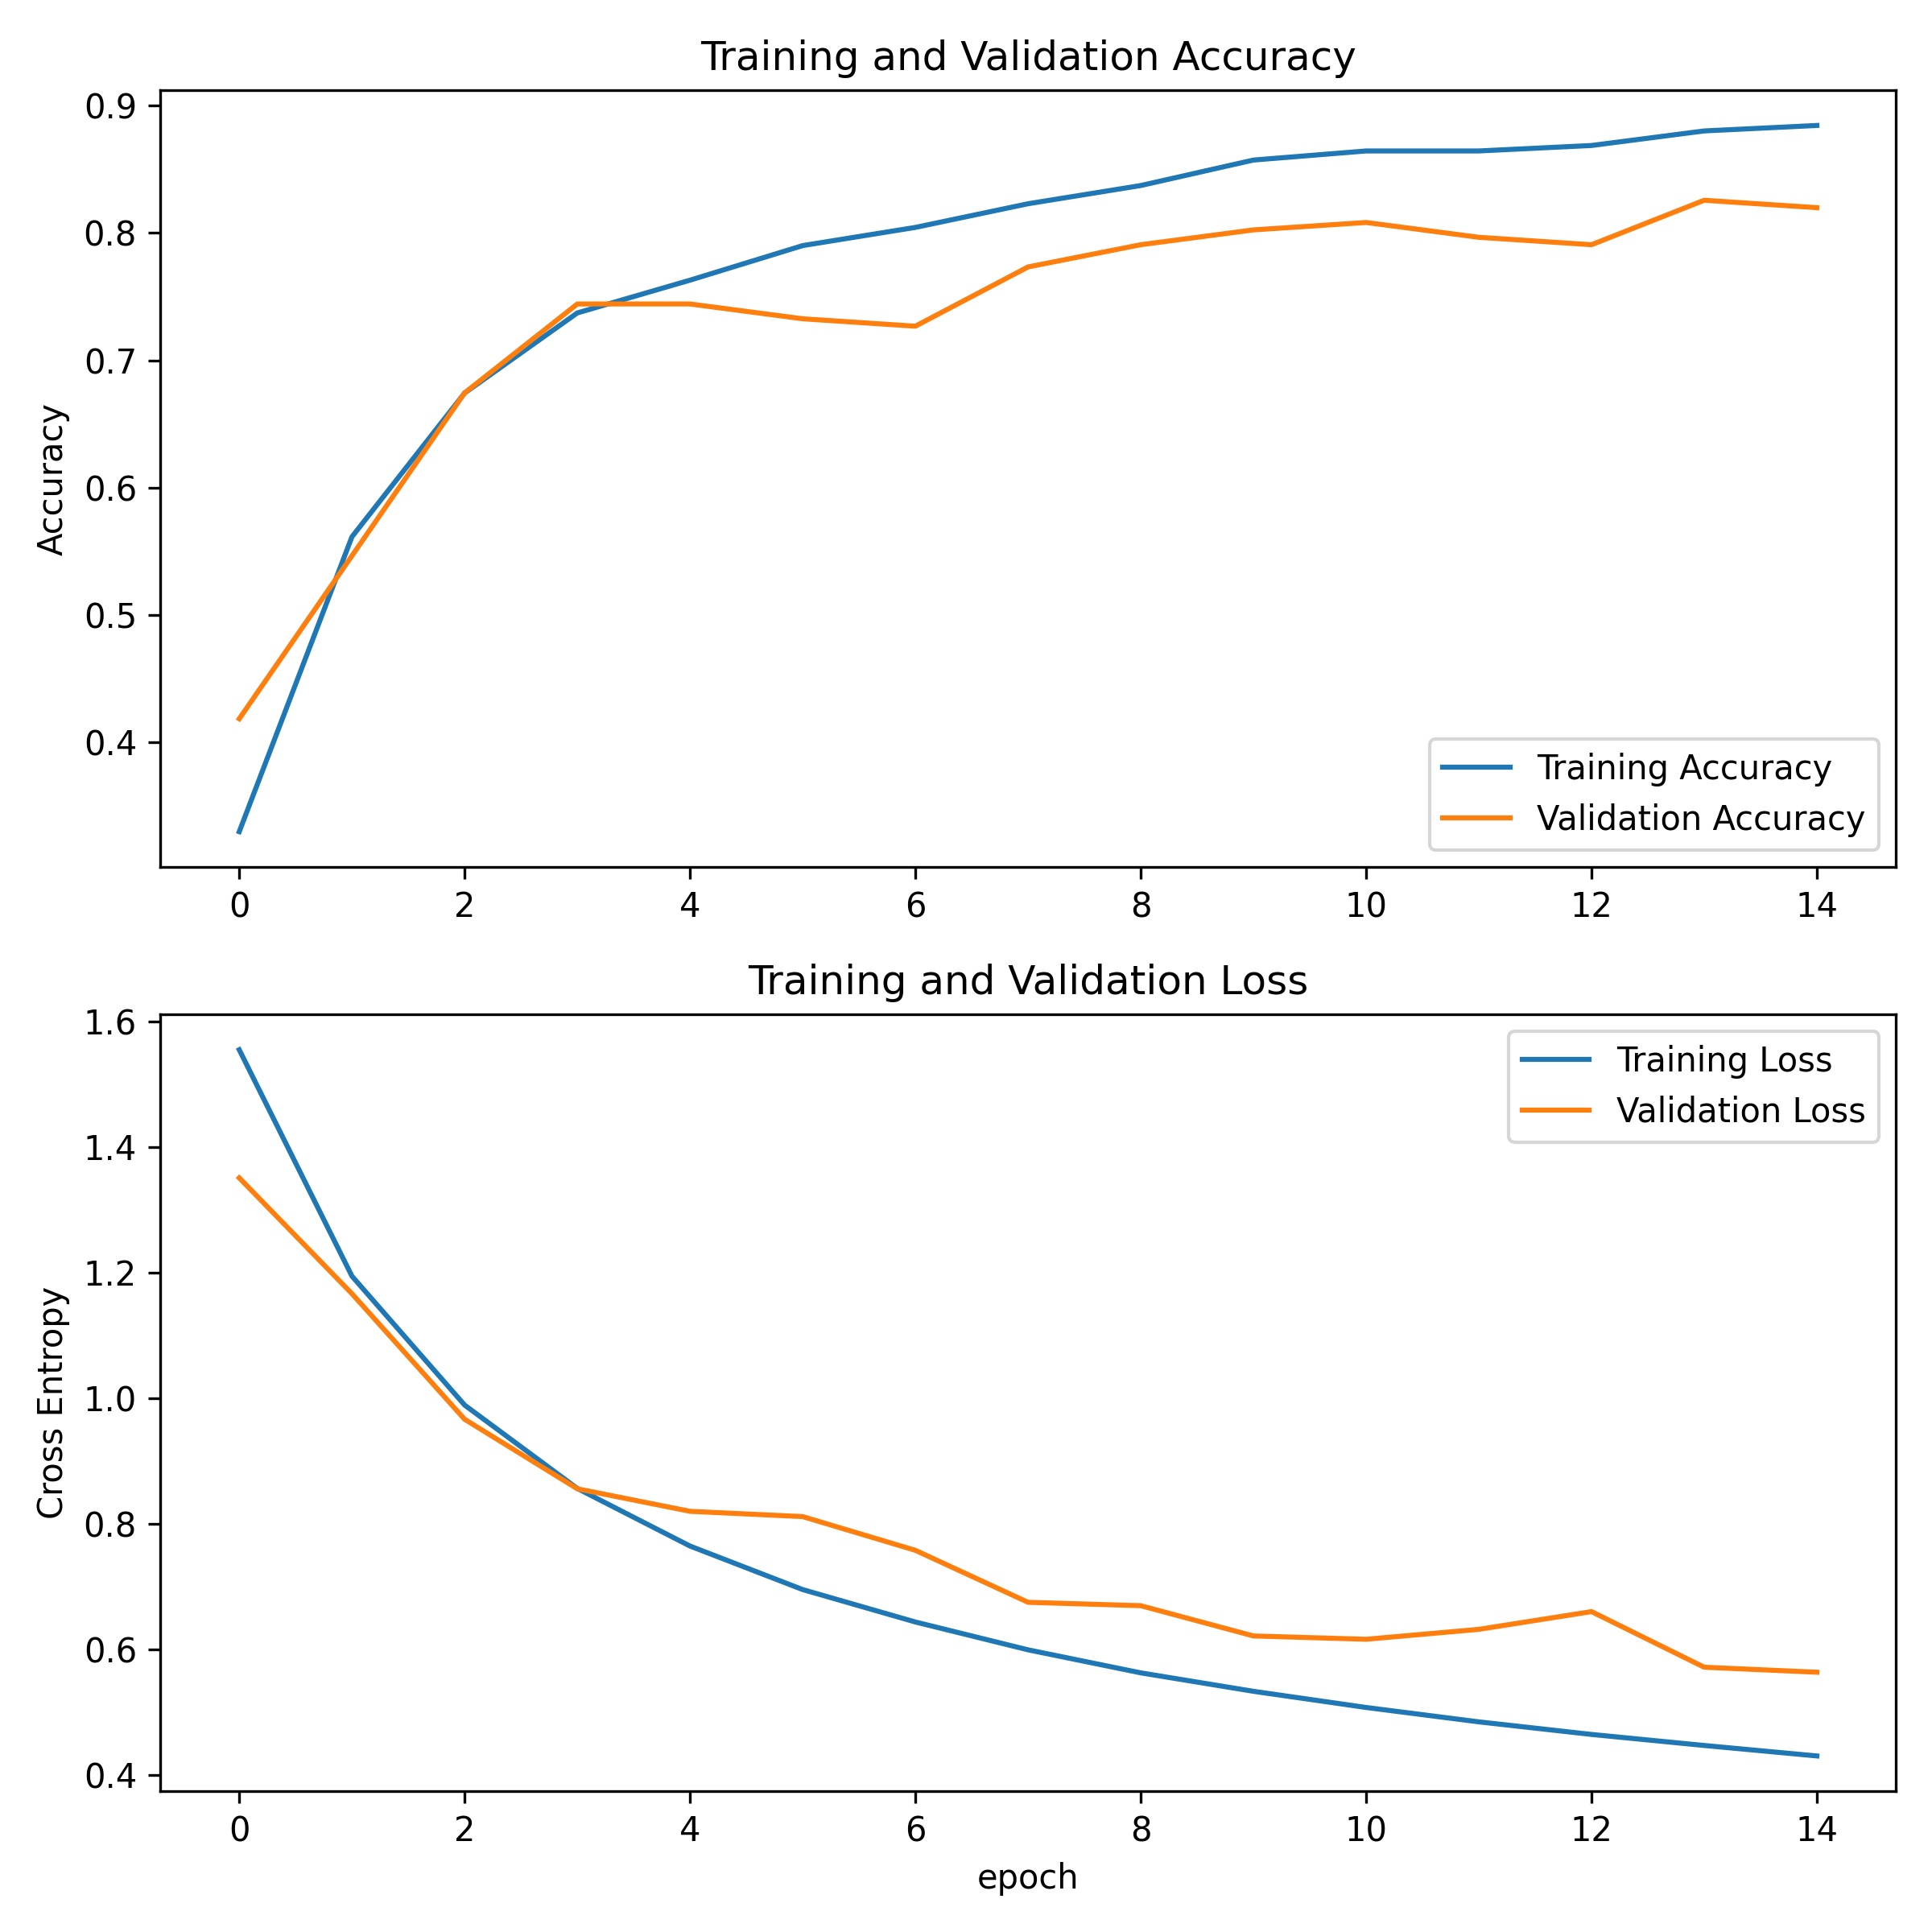 Training and Validation Accuracy
0.9
0.8
0.7
0.6
0.5
0.4
Accuracy
Training Accuracy
Validation Accuracy
0 2 4 6 8 10 12 14
Training and Validation Loss
1.6
1.4
1.2
1.0
0.8
0.6
0.4
Cross Entropy
Training Loss
Validation Loss
0 2 4 6 8 10 12 14
epoch